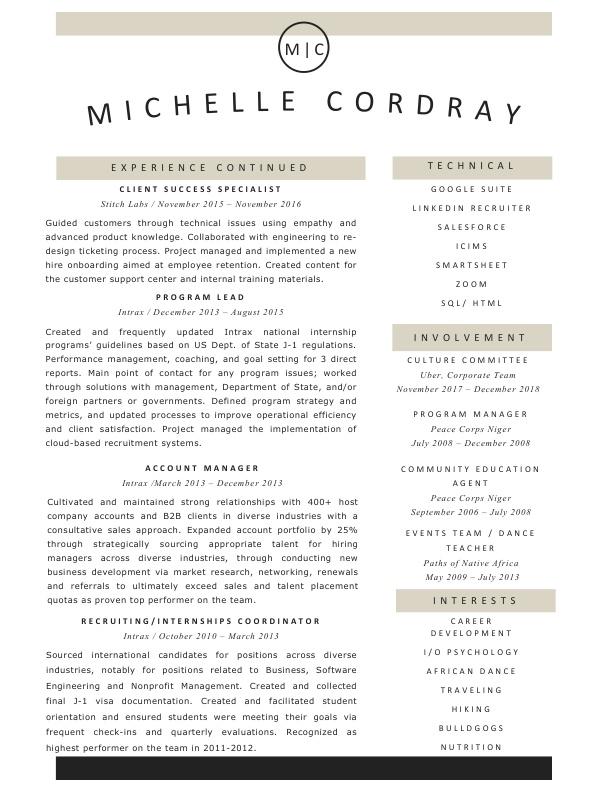 M|C
MICHELLE CORDRAY
EXPERIENCE CONTINUED
CLIENT SUCCESS SPECIALIST
Stitch Labs / November 2015 – November 2016
Guided customers through technical issues using empathy and
advanced product knowledge. Collaborated with engineering to re-
design ticketing process. Project managed and implemented a new
hire onboarding aimed at employee retention. Created content for
the customer support center and internal training materials.
PROGRAM LEAD
Intrax / December 2013 – August 2015
Created and frequently updated Intrax national internship
programs' guidelines based on US Dept. of State J-1 regulations.
Performance management, coaching, and goal setting for 3 direct
reports. Main point of contact for any program issues; worked
through solutions with management, Department of State, and/or
foreign partners or governments. Defined program strategy and
metrics, and updated processes to improve operational efficiency
and client satisfaction. Project managed the implementation of
cloud-based recruitment systems.
ACCOUNT MANAGER
Intrax /March 2013 – December 2013
Cultivated and maintained strong relationships with 400+ host
company accounts and B2B clients in diverse industries with a
consultative sales approach. Expanded account portfolio by 25%
through strategically sourcing appropriate talent for hiring
managers across diverse industries, through conducting new
business development via market research, networking, renewals
and referrals to ultimately exceed sales and talent placement
quotas as proven top performer on the team.
RECRUITING/INTERNSHIPS COORDINATOR
Intrax / October 2010 – March 2013
Sourced international candidates for positions across diverse
industries, notably for positions related to Business, Software
Engineering and Nonprofit Management. Created and collected
final J-1 visa documentation. Created and facilitated student
orientation and ensured students were meeting their goals via
frequent check-ins and quarterly evaluations. Recognized as
highest performer on the team in 2011-2012.
TECHNICAL
GOOGLE SUITE
LINKEDIN RECRUITER
SALESFORCE
ICIMS
SMARTSHEET
ZOOM
SQL/ HTML
INVOLVEMENT
CULTURE COMMITTEE
Uber, Corporate Team
November 2017 – December 2018
PROGRAM MANAGER
Peace Corps Niger
July 2008 – December 2008
COMMUNITY EDUCATION
AGENT
Peace Corps Niger
September 2006 – July 2008
EVENTS TEAM / DANCE
TEACHER
Paths of Native Africa
May 2009 – July 2013
INTERESTS
CAREER
DEVELOPMENT
I/O PSYCHOLOGY
AFRICAN DANCE
TRAVELING
HIKING
BULLDGOGS
NUTRITION